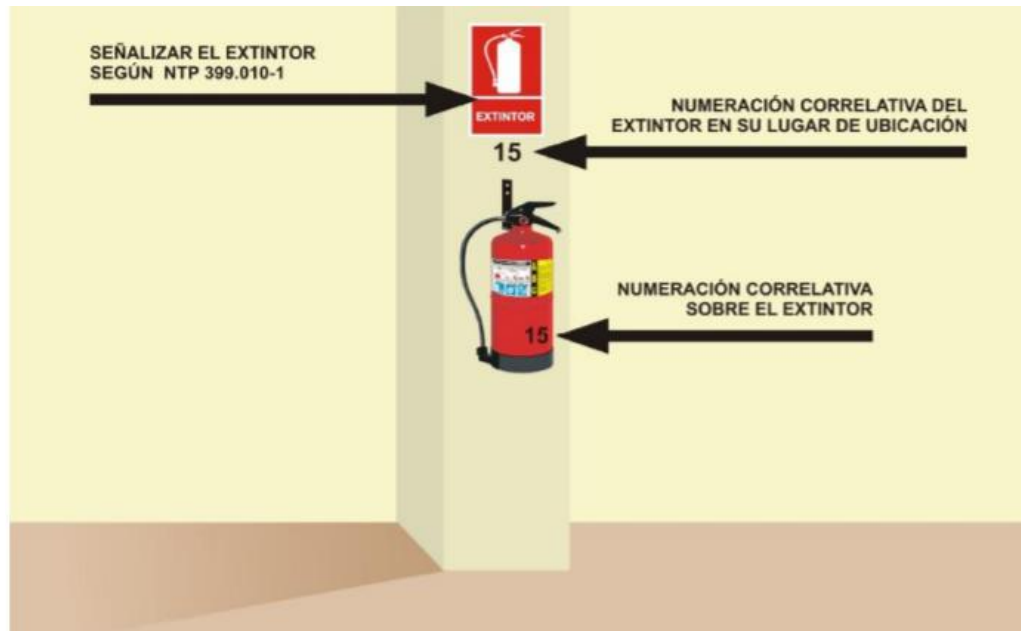 SEÑALIZAR EL EXTINTOR
SEGÚN NTP 399.010-1
EXTINTOR
NUMERACIÓN CORRELATIVA DEL
EXTINTOR EN SU LUGAR DE UBICACIÓN
15
NUMERACIÓN CORRELATIVA
SOBRE EL EXTINTOR
15